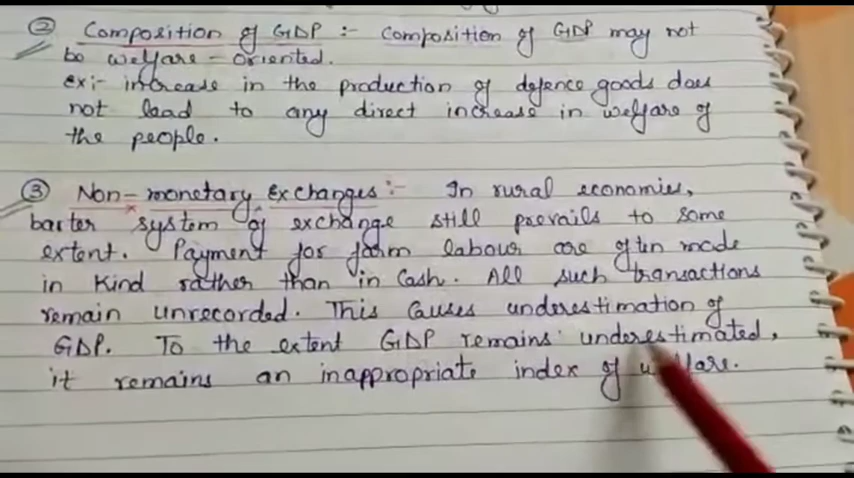 ② Composition of GDP :- Composition of GDP may not
be welfare-oriented.
ex:- increase in the production of defence goods does
not lead to any direct increase in welfare of
the people.
③ Non-monetary exchanges:- In rural economies,
barter system of exchange still prevails to some
extent. Payment for farm labour are often made
in Kind rather than in Cash. All such transactions
remain unrecorded. This Causes underestimation of
GDP. To the extent GDP remains underestimated,
it remains an inappropriate index of welfare.